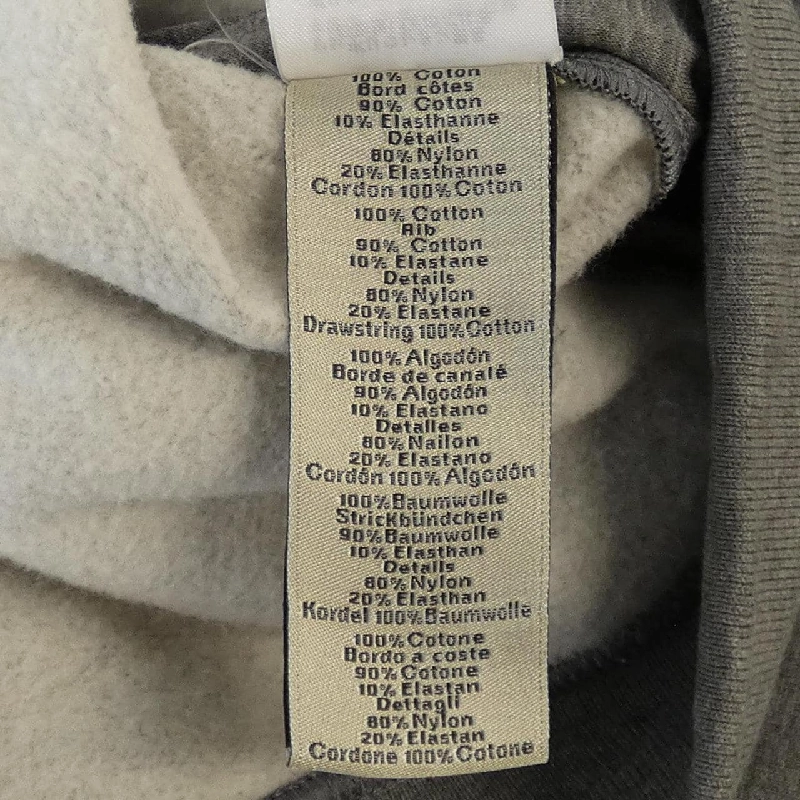 100% Coton
Bord côtes
90% Coton
10% Elasthanne
Détails
80% Nylon
20% Elasthanne
Cordon 100% Coton
100% Cotton
Rib
90% Cotton
10% Elastane
Details
80% Nylon
20% Elastane
Drawstring 100% Cotton
100% Algodón
Borde de canalé
90% Algodón
10% Elastano
Detalles
80% Nailon
20% Elastano
Cordón 100% Algodón
100% Baumwolle
Strickbündchen
90% Baumwolle
10% Elasthan
Details
80% Nylon
20% Elasthan
Kordel 100% Baumwolle
100% Cotone
Bordo a coste
90% Cotone
10% Elastan
Dettagli
80% Nylon
20% Elastan
Cordone 100% Cotone